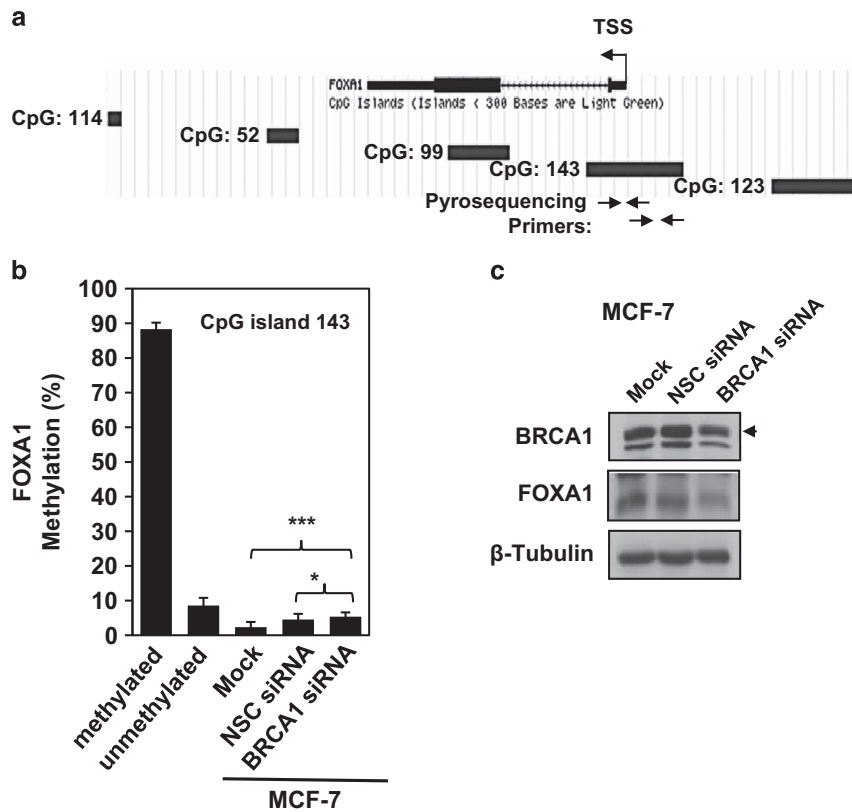 a
TSS
FOXA1
CpG Islands (Islands < 300 Bases are Light Green)
CpG: 114
CpG: 52
CpG: 99
CpG: 143
CpG: 123
Pyrosequencing
Primers:
b
100
90
80
70
60
50
40
30
20
10
0
FOXA1
Methylation (%)
CpG island 143
***
*
methylated
unmethylated
Mock
NSC siRNA
BRCA1 siRNA
MCF-7
c
MCF-7
Mock
NSC siRNA
BRCA1 siRNA
BRCA1
FOXA1
β-Tubulin